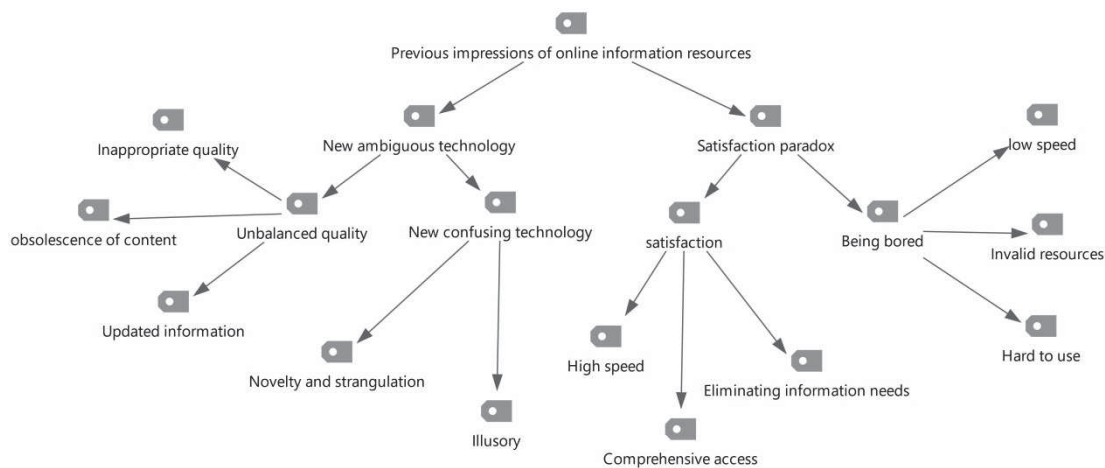 Previous impressions of online information resources
Inappropriate quality
New ambiguous technology
Satisfaction paradox
low speed
obsolescence of content
Unbalanced quality
New confusing technology
satisfaction
Being bored
Invalid resources
Updated information
Novelty and strangulation
High speed
Eliminating information needs
Hard to use
Illusory
Comprehensive access